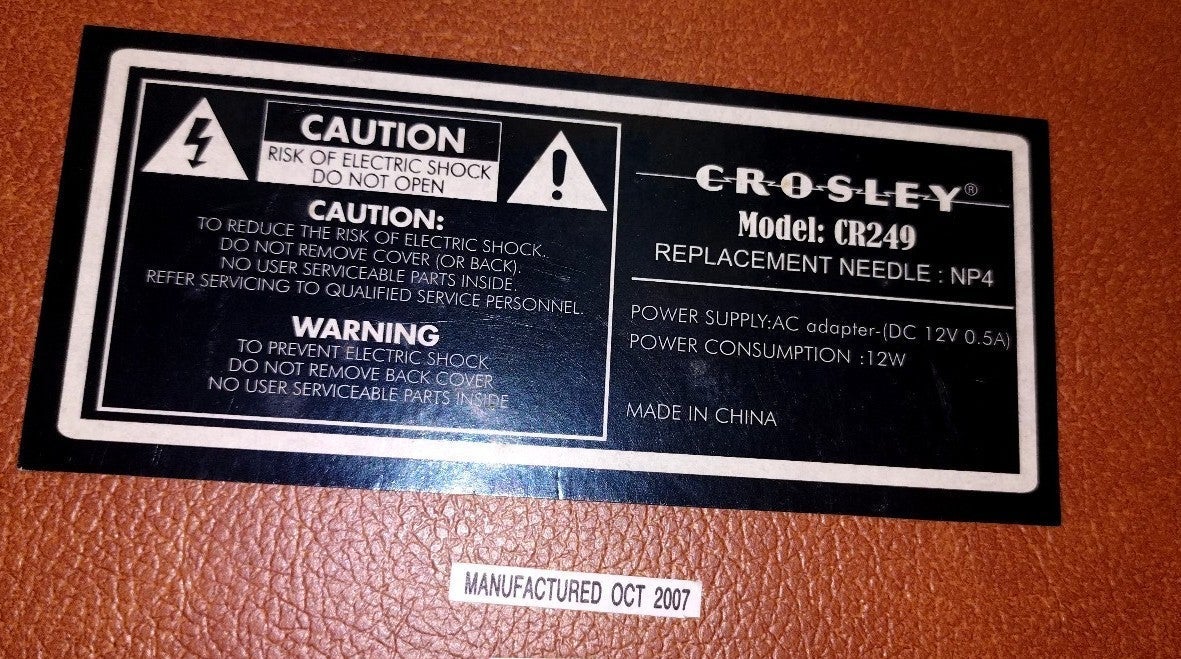 CAUTION
RISK OF ELECTRIC SHOCK
DO NOT OPEN
CAUTION:
TO REDUCE THE RISK OF ELECTRIC SHOCK.
DO NOT REMOVE COVER (OR BACK).
NO USER SERVICEABLE PARTS INSIDE.
REFER SERVICING TO QUALIFIED SERVICE PERSONNEL.
WARNING
TO PREVENT ELECTRIC SHOCK
DO NOT REMOVE BACK COVER
NO USER SERVICEABLE PARTS INSIDE
CROSLEY®
Model: CR249
REPLACEMENT NEEDLE : NP4
POWER SUPPLY:AC adapter-(DC 12V 0.5A)
POWER CONSUMPTION :12W
MADE IN CHINA
MANUFACTURED OCT 2007